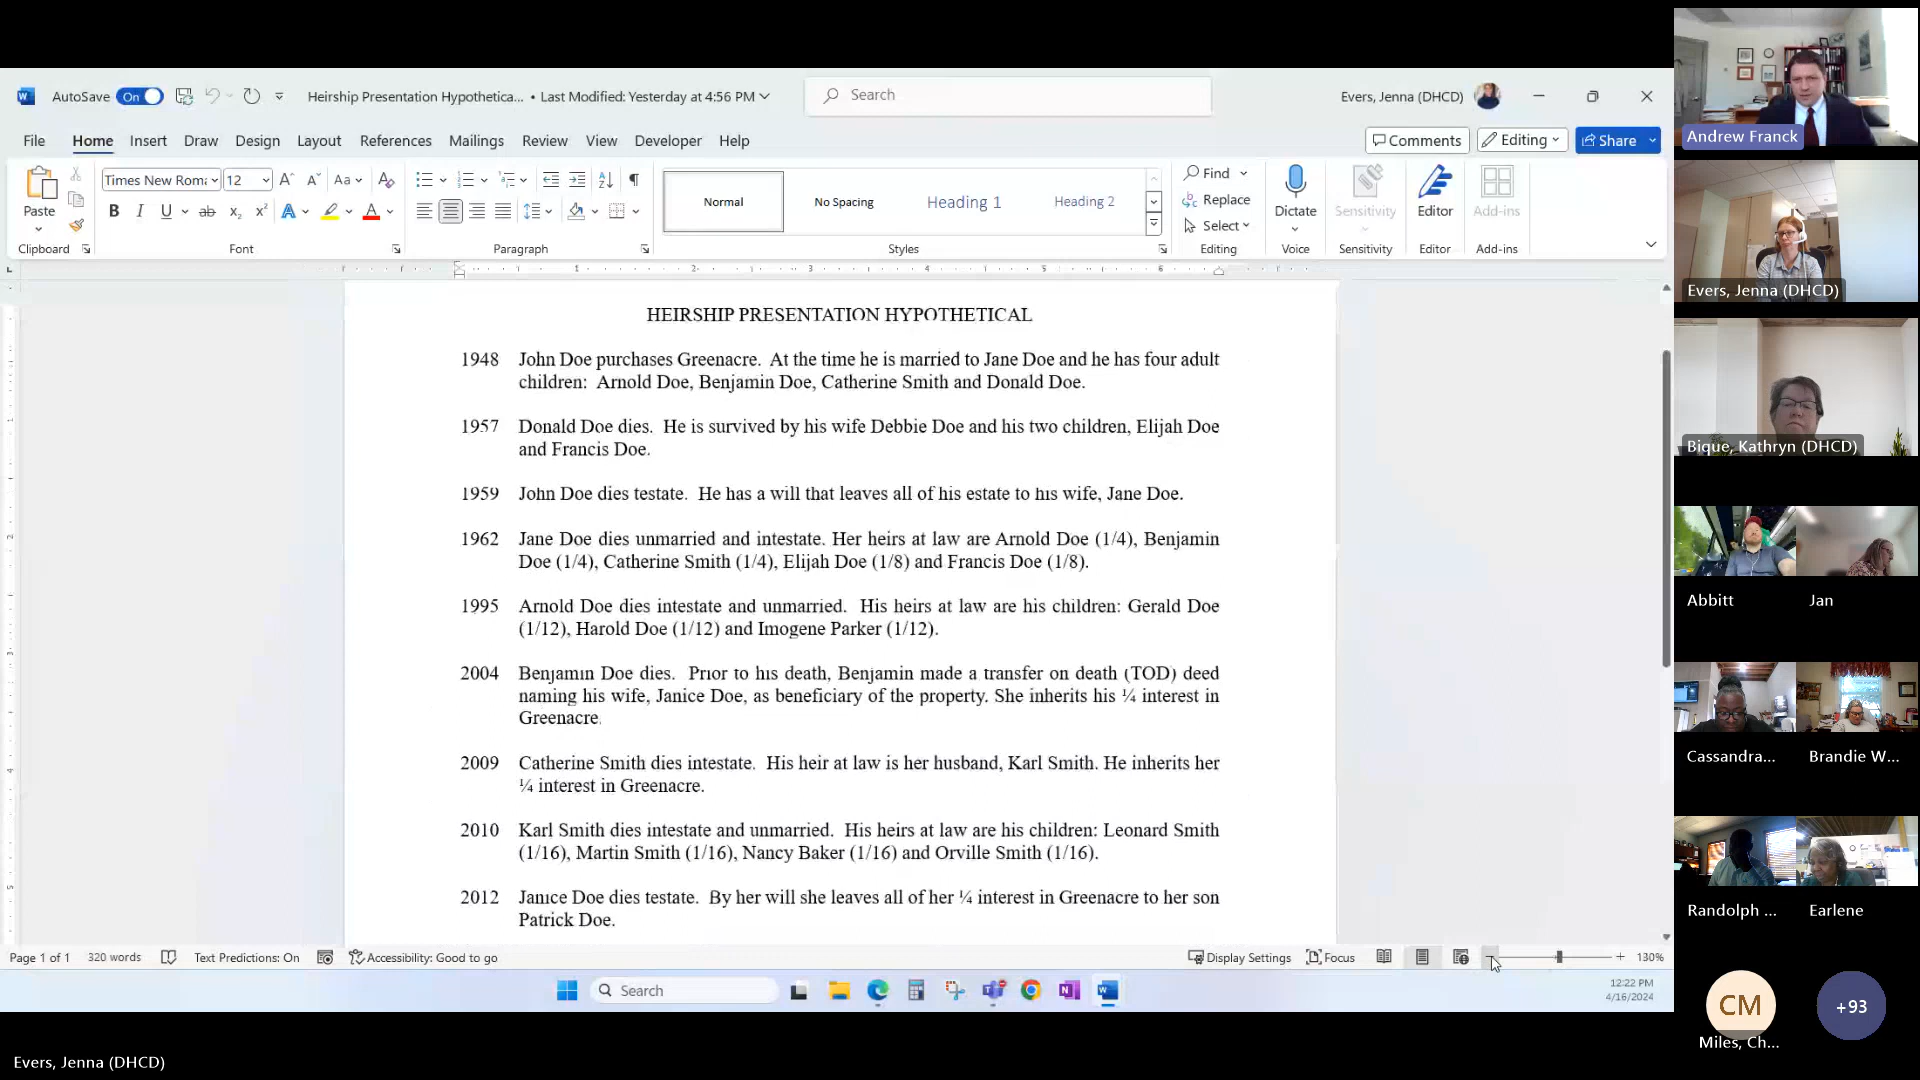 AutoSave On Heirship Presentation Hypothetica... • Last Modified: Yesterday at 4:56 PM Search Evers, Jenna (DHCD)
File Home Insert Draw Design Layout References Mailings Review View Developer Help Comments Editing Share
Paste Times New Roma 12 Aa Normal No Spacing Heading 1 Heading 2 Find Replace Select Dictate Sensitivity Editor Add-ins
Clipboard Font Paragraph Styles Editing Voice Sensitivity Editor Add-ins
HEIRSHIP PRESENTATION HYPOTHETICAL
1948 John Doe purchases Greenacre. At the time he is married to Jane Doe and he has four adult
children: Arnold Doe, Benjamin Doe, Catherine Smith and Donald Doe.
1957 Donald Doe dies. He is survived by his wife Debbie Doe and his two children, Elijah Doe
and Francis Doe.
1959 John Doe dies testate. He has a will that leaves all of his estate to his wife, Jane Doe.
1962 Jane Doe dies unmarried and intestate. Her heirs at law are Arnold Doe (1/4), Benjamin
Doe (1/4), Catherine Smith (1/4), Elijah Doe (1/8) and Francis Doe (1/8).
1995 Arnold Doe dies intestate and unmarried. His heirs at law are his children: Gerald Doe
(1/12), Harold Doe (1/12) and Imogene Parker (1/12).
2004 Benjamin Doe dies. Prior to his death, Benjamin made a transfer on death (TOD) deed
naming his wife, Janice Doe, as beneficiary of the property. She inherits his ¼ interest in
Greenacre.
2009 Catherine Smith dies intestate. His heir at law is her husband, Karl Smith. He inherits her
¼ interest in Greenacre.
2010 Karl Smith dies intestate and unmarried. His heirs at law are his children: Leonard Smith
(1/16), Martin Smith (1/16), Nancy Baker (1/16) and Orville Smith (1/16).
2012 Janice Doe dies testate. By her will she leaves all of her ¼ interest in Greenacre to her son
Patrick Doe.
Page 1 of 1 320 words Text Predictions: On Accessibility: Good to go Display Settings Focus 130%
Search 12:22 PM
4/16/2024
Evers, Jenna (DHCD)
Andrew Franck
Evers, Jenna (DHCD)
Bique, Kathryn (DHCD)
Abbitt Jan
Cassandra... Brandie W...
Randolph ... Earlene
CM +93
Miles, Ch...